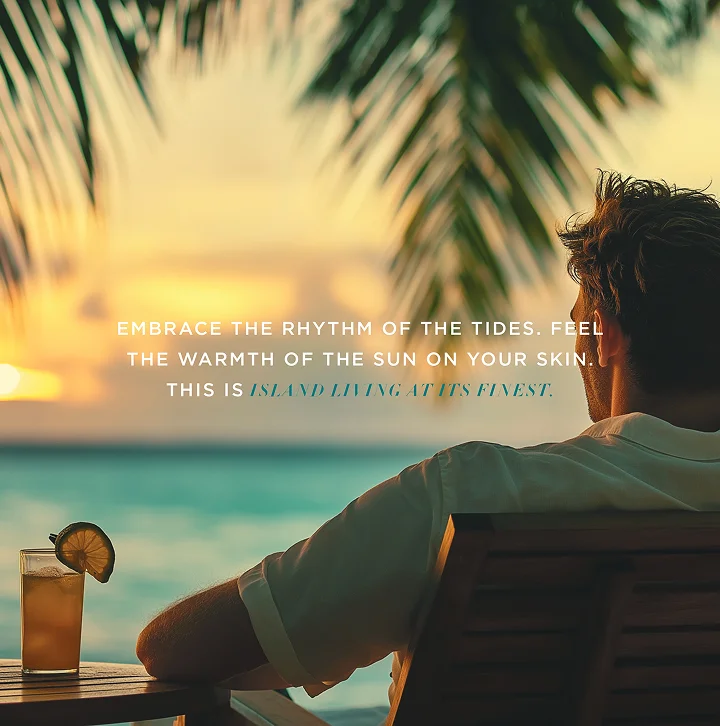 EMBRACE THE RHYTHM OF THE TIDES. FEEL
THE WARMTH OF THE SUN ON YOUR SKIN.
THIS IS ISLAND LIVING AT ITS FINEST.